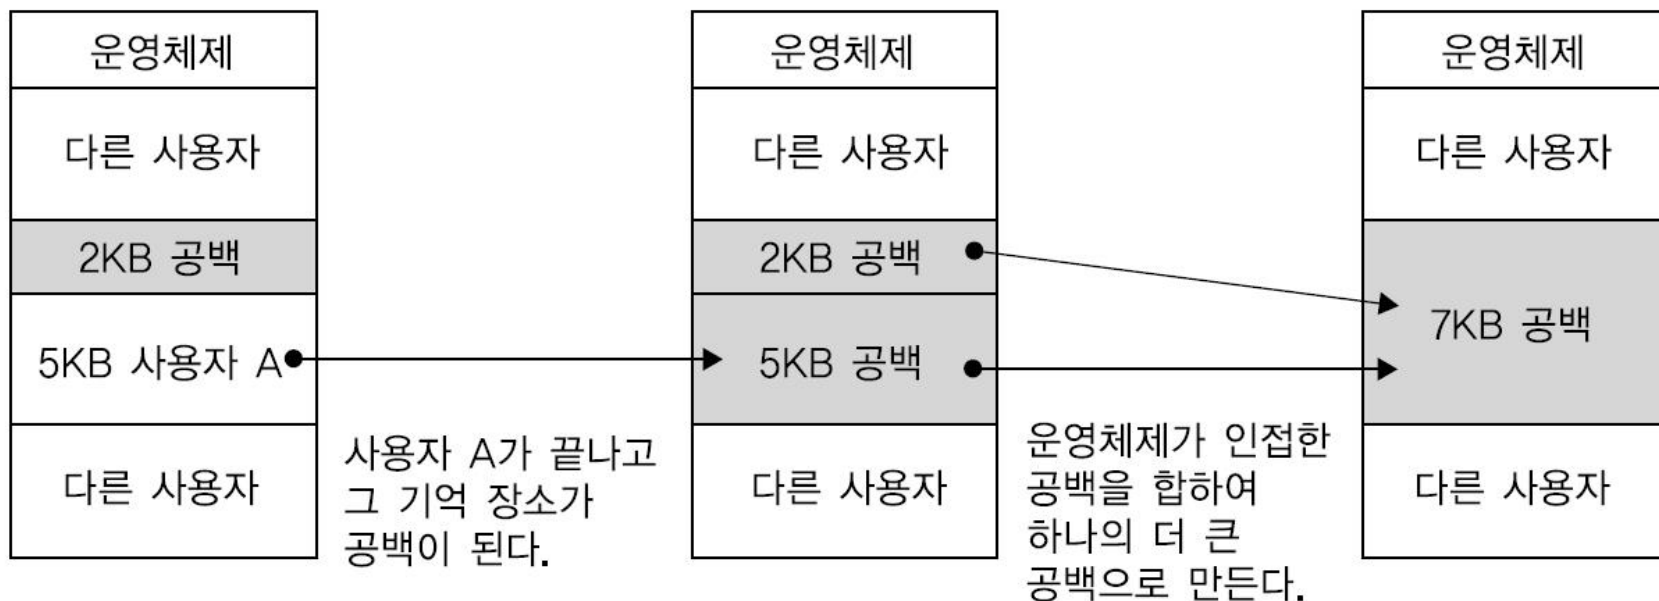 운영체제
다른 사용자
2KB 공백
5KB 사용자 A
다른 사용자
사용자 A가 끝나고
그 기억 장소가
공백이 된다.
운영체제
다른 사용자
2KB 공백
5KB 공백
다른 사용자
운영체제가 인접한
공백을 합하여
하나의 더 큰
공백으로 만든다.
운영체제
다른 사용자
7KB 공백
다른 사용자